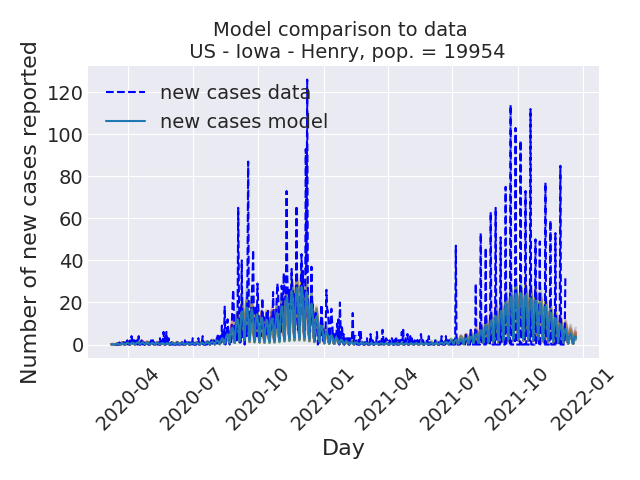 Model comparison to data
US - Iowa - Henry, pop. = 19954
Number of new cases reported
120
100
80
60
40
20
0
new cases data
new cases model
2020-04
2020-07
2020-10
2021-01
2021-04
2021-07
2021-10
2022-01
Day